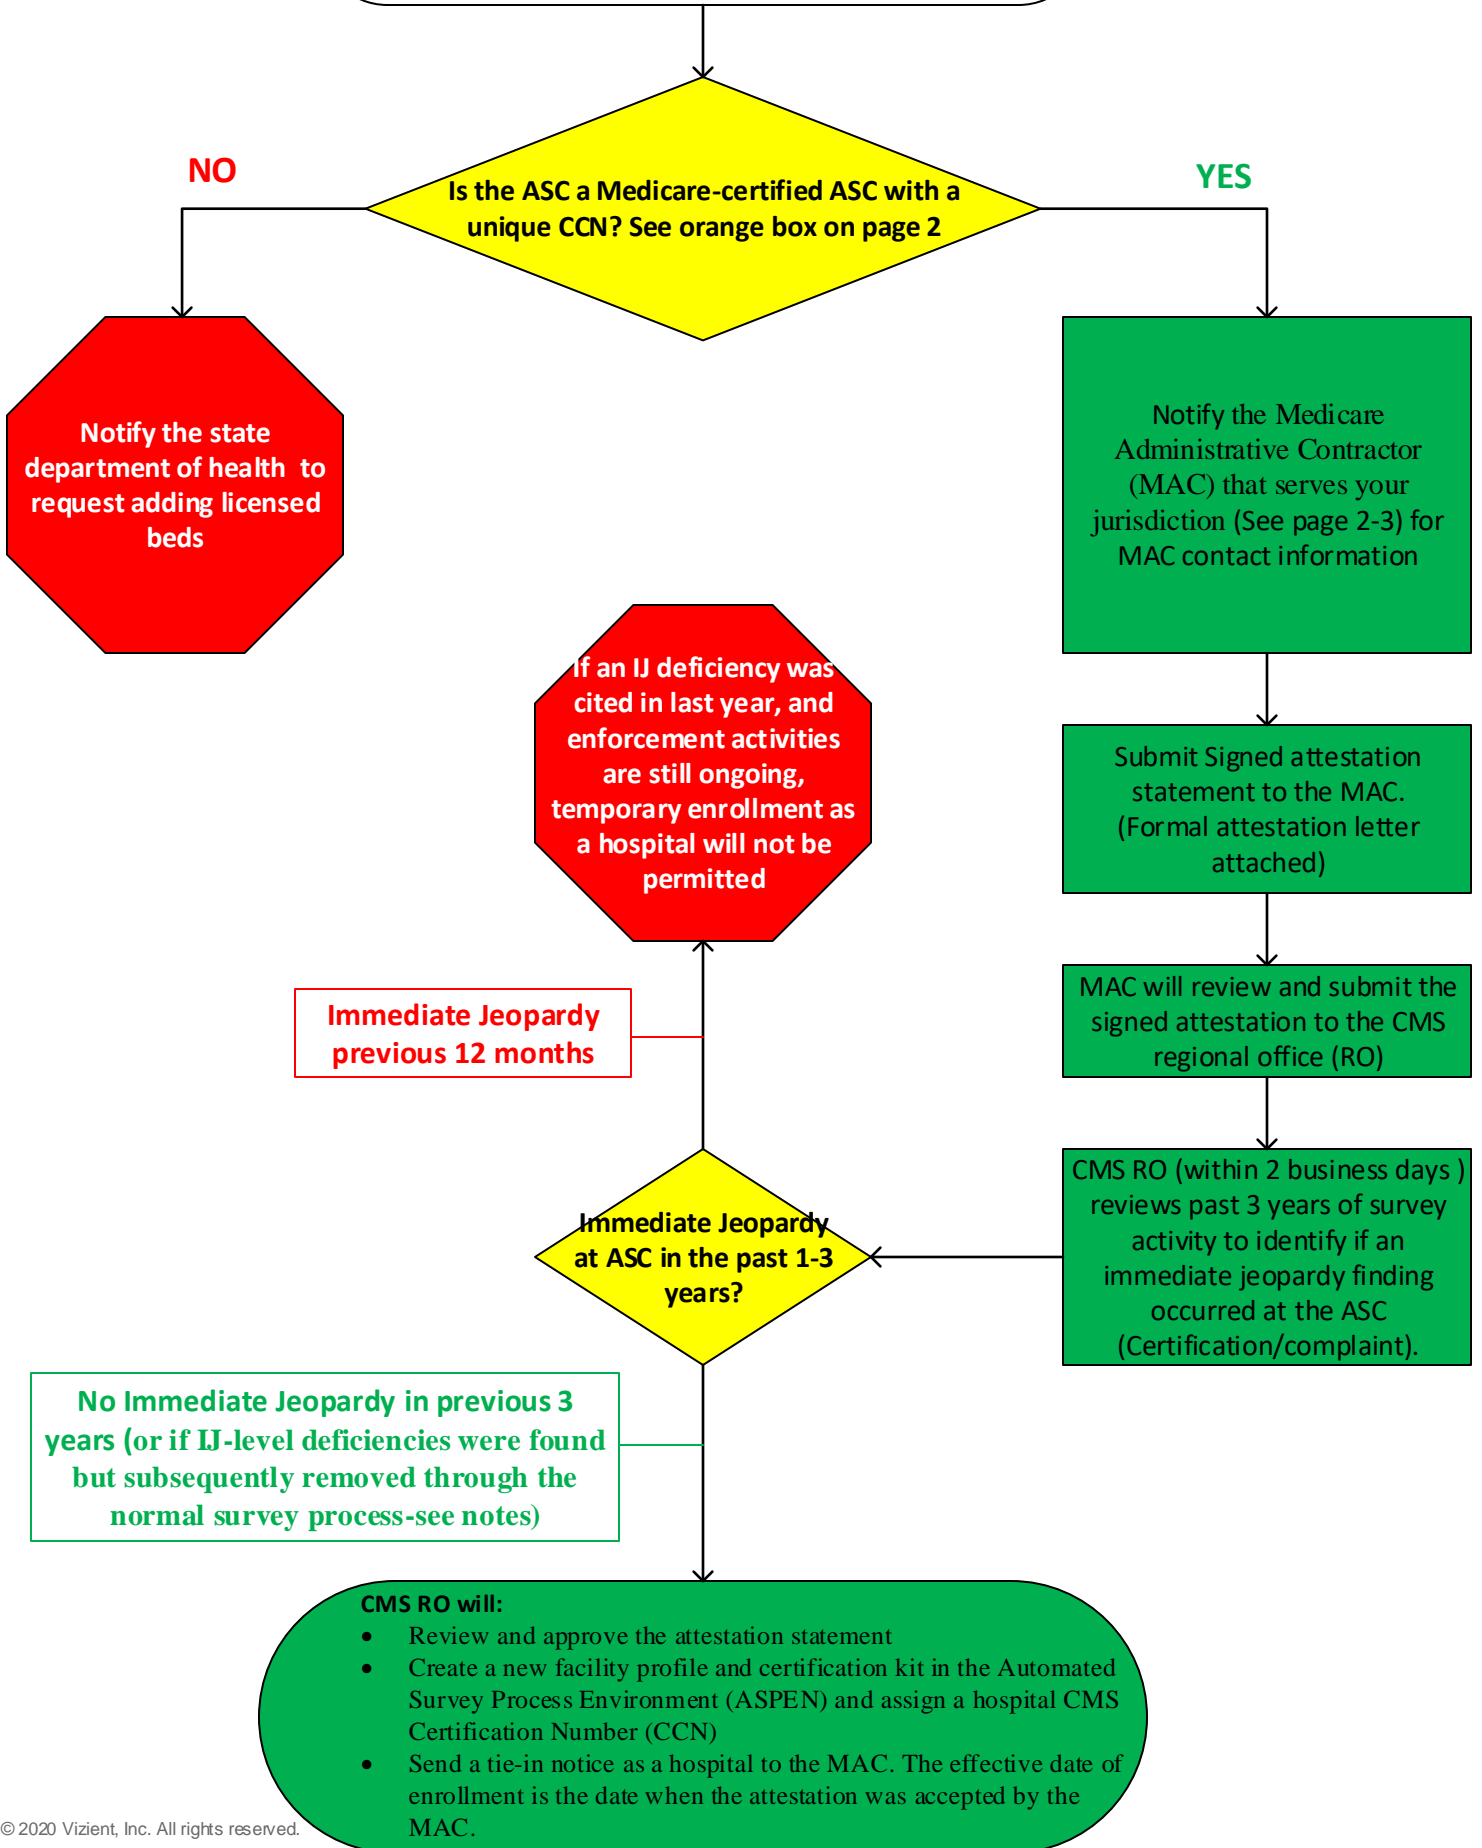 NO
YES
Is the ASC a Medicare-certified ASC with a
unique CCN? See orange box on page 2
Notify the state
department of health  to
request adding licensed
beds
Notify the Medicare
Administrative Contractor
(MAC) that serves your
jurisdiction (See page 2-3) for
MAC contact information
If an IJ deficiency was
cited in last year, and
enforcement activities
are still ongoing,
temporary enrollment as
a hospital will not be
permitted
Submit Signed attestation
statement to the MAC.
(Formal attestation letter
attached)
MAC will review and submit the
signed attestation to the CMS
regional office (RO)
Immediate Jeopardy
previous 12 months
CMS RO (within 2 business days )
reviews past 3 years of survey
activity to identify if an
immediate jeopardy finding
occurred at the ASC
(Certification/complaint).
Immediate Jeopardy
at ASC in the past 1-3
years?
No Immediate Jeopardy in previous 3
years (or if IJ-level deficiencies were found
but subsequently removed through the
normal survey process-see notes)
CMS RO will:
• Review and approve the attestation statement
• Create a new facility profile and certification kit in the Automated
Survey Process Environment (ASPEN) and assign a hospital CMS
Certification Number (CCN)
• Send a tie-in notice as a hospital to the MAC. The effective date of
enrollment is the date when the attestation was accepted by the
MAC.
© 2020 Vizient, Inc. All rights reserved.